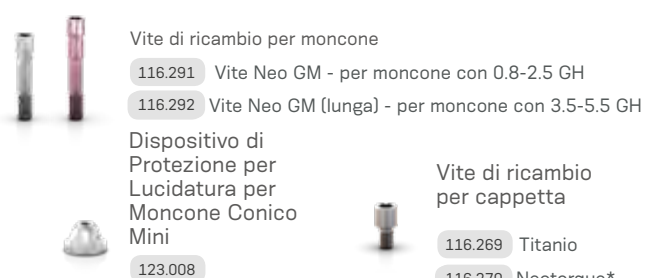 Vite di ricambio per moncone
116.291 Vite Neo GM - per moncone con 0.8-2.5 GH
116.292 Vite Neo GM (lunga) - per moncone con 3.5-5.5 GH
Dispositivo di
Protezione per
Lucidatura per
Moncone Conico
Mini
123.008
Vite di ricambio
per cappetta
116.269 Titanio
116.270 Neotorque*